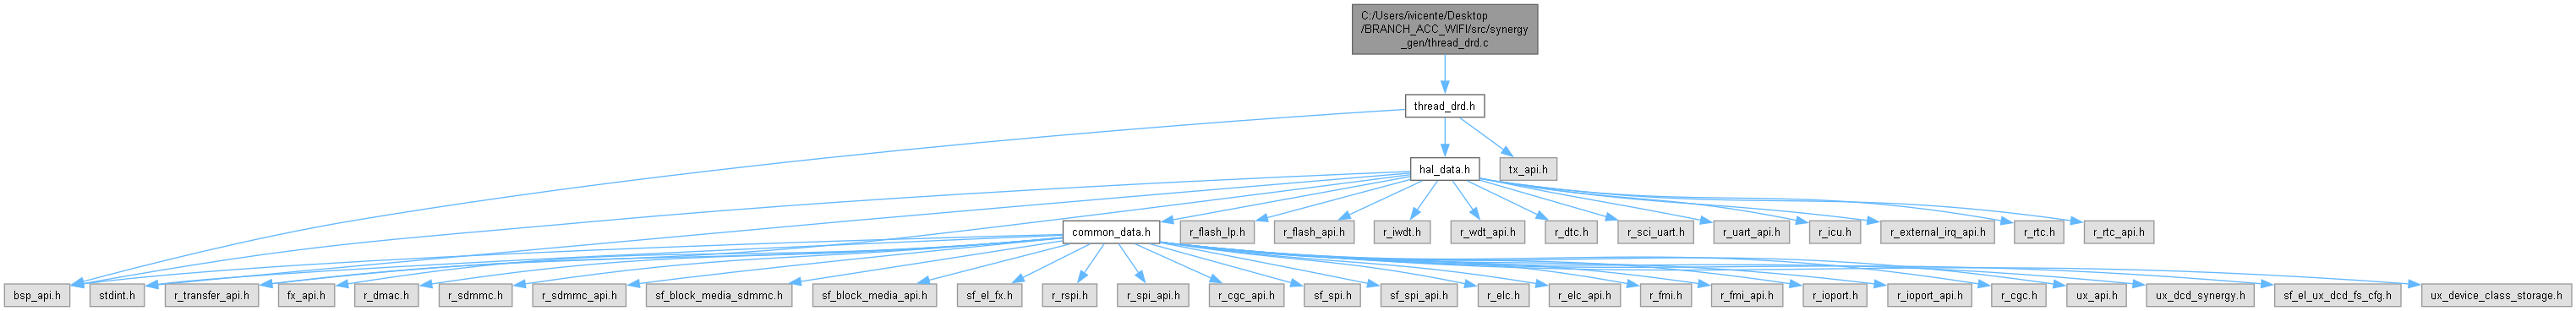 C:/Users/ivicente/Desktop
/BRANCH_ACC_WIFI/src/synergy
_gen/thread_drd.c
thread_drd.h
hal_data.h
tx_api.h
common_data.h
r_flash_lp.h
r_flash_api.h
r_iwdt.h
r_wdt_api.h
r_dtc.h
r_sci_uart.h
r_uart_api.h
r_icu.h
r_external_irq_api.h
r_rtc.h
r_rtc_api.h
bsp_api.h
stdint.h
r_transfer_api.h
fx_api.h
r_dmac.h
r_sdmmc.h
r_sdmmc_api.h
sf_block_media_sdmmc.h
sf_block_media_api.h
sf_el_fx.h
r_rspi.h
r_spi_api.h
r_cgc_api.h
sf_spi.h
sf_spi_api.h
r_elc.h
r_elc_api.h
r_fmi.h
r_fmi_api.h
r_ioport.h
r_ioport_api.h
r_cgc.h
ux_api.h
ux_dcd_synergy.h
sf_el_ux_dcd_fs_cfg.h
ux_device_class_storage.h